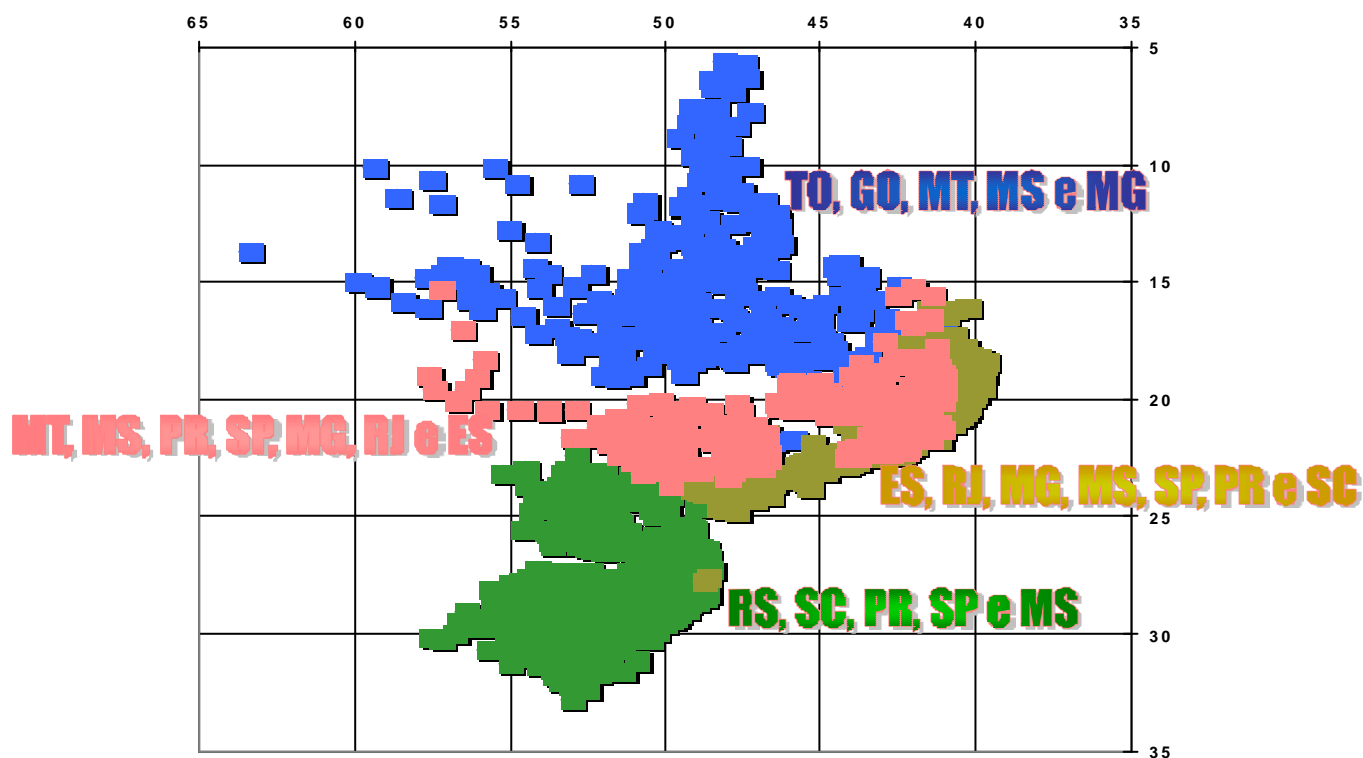 65 60 55 50 45 40 35
5
10
TO, GO, MT, MS e MG
15
20
MT, MS, PR, SP, MG, RJ e ES
ES, RJ, MG, MS, SP, PR e SC
25
RS, SC, PR, SP e MS
30
35